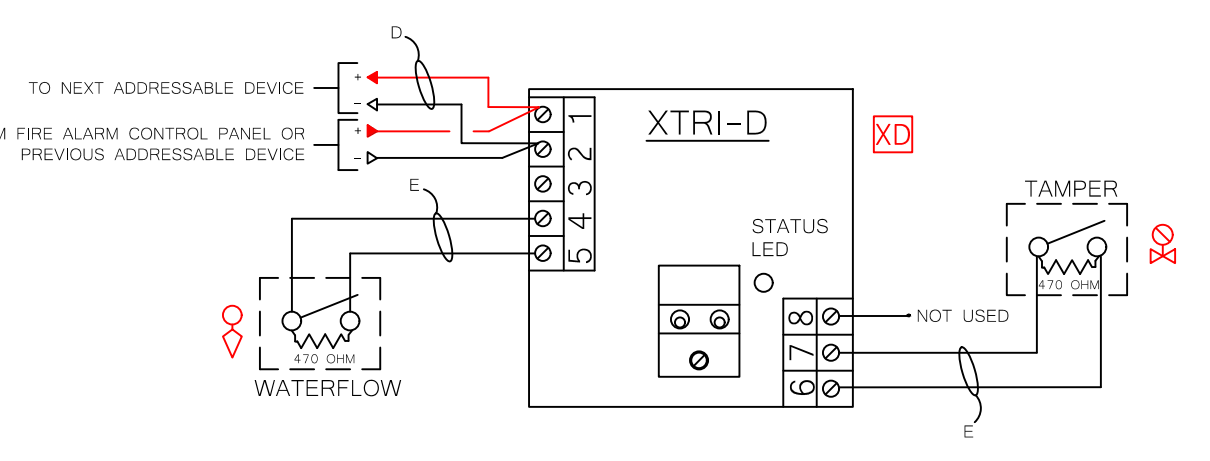 D
TO NEXT ADDRESSABLE DEVICE
+
–
M FIRE ALARM CONTROL PANEL OR
PREVIOUS ADDRESSABLE DEVICE
+
–
E
1
2
3
4
5
XTRI-D
XD
STATUS
LED
TAMPER
470 OHM
8
7
6
NOT USED
470 OHM
WATERFLOW
E